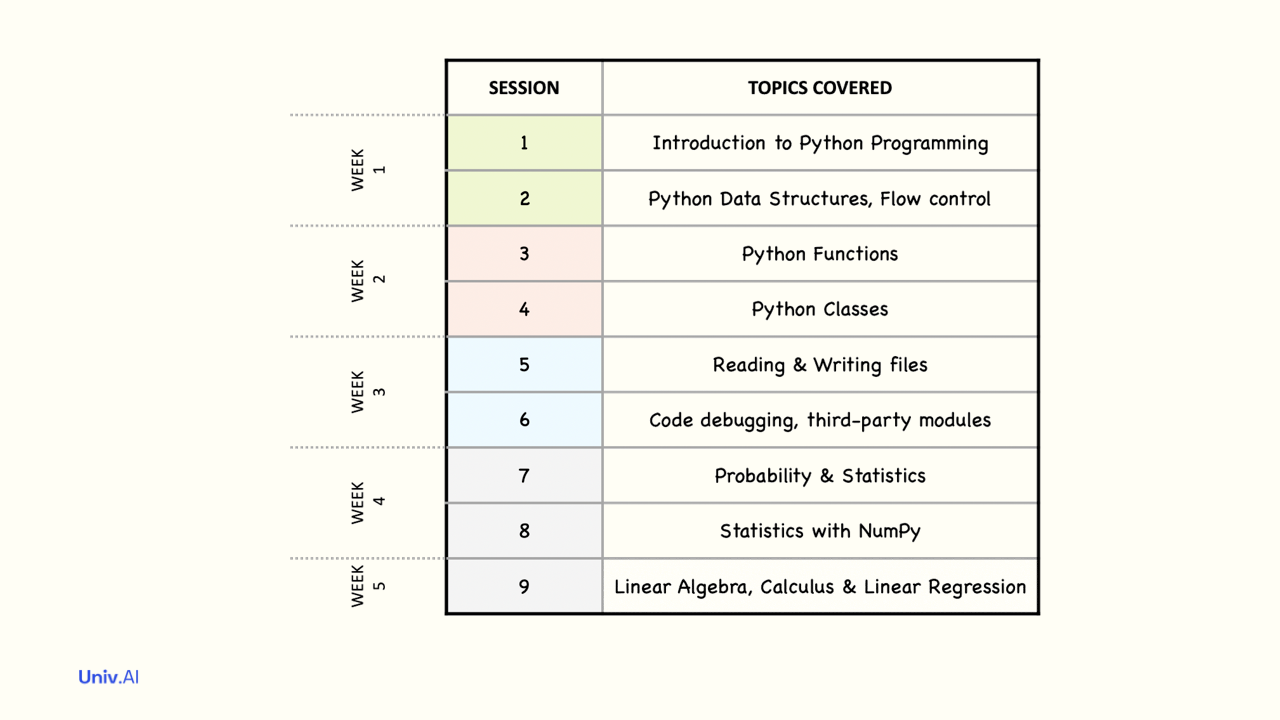 SESSION TOPICS COVERED
WEEK 1
1 Introduction to Python Programming
2 Python Data Structures, Flow control
WEEK 2
3 Python Functions
4 Python Classes
WEEK 3
5 Reading & Writing files
6 Code debugging, third-party modules
WEEK 4
7 Probability & Statistics
8 Statistics with NumPy
WEEK 5
9 Linear Algebra, Calculus & Linear Regression
Univ.AI